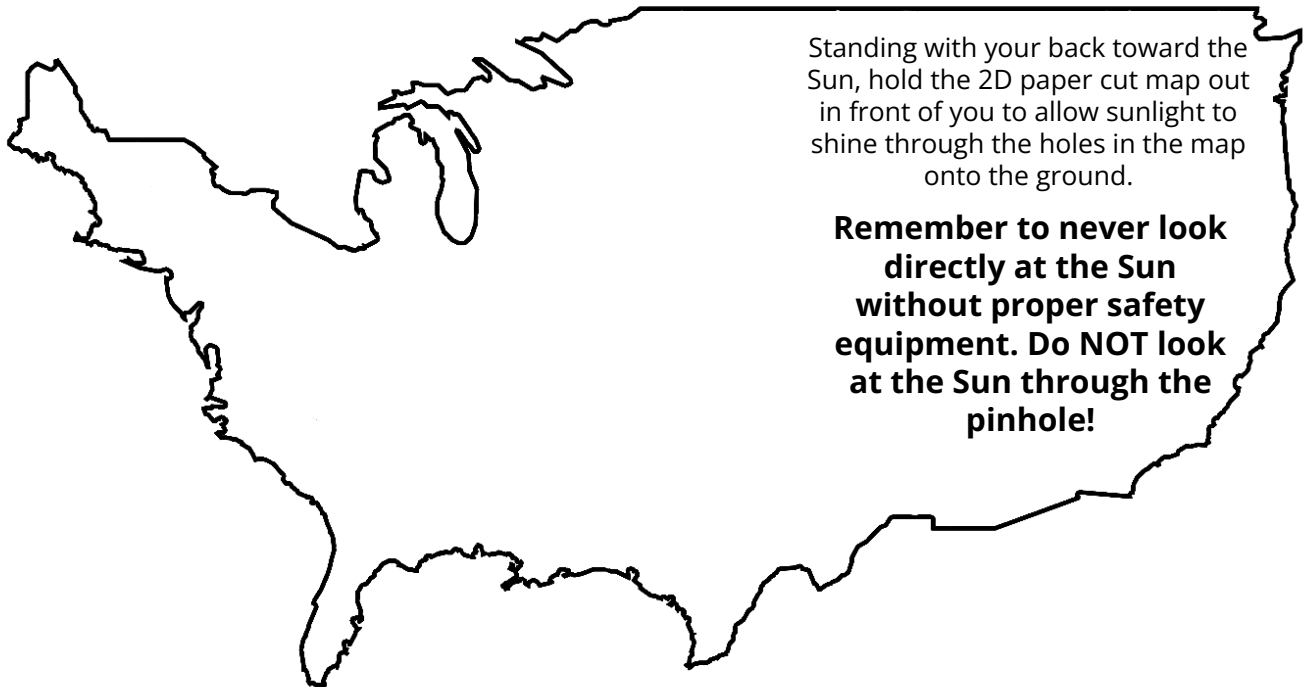 Standing with your back toward the
Sun, hold the 2D paper cut map out
in front of you to allow sunlight to
shine through the holes in the map
onto the ground.
Remember to never look
directly at the Sun
without proper safety
equipment. Do NOT look
at the Sun through the
pinhole!